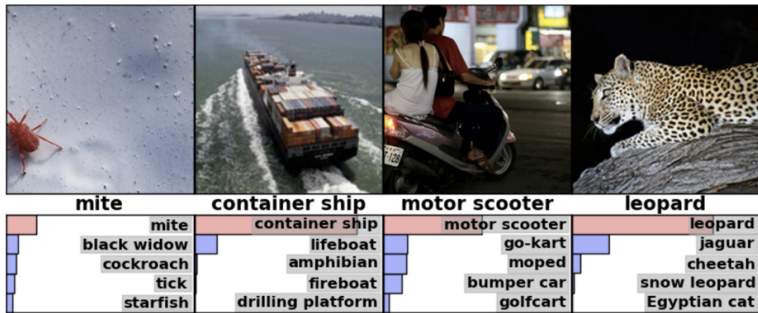 mite
container ship
motor scooter
leopard
mite
black widow
cockroach
tick
starfish
container ship
lifeboat
amphibian
fireboat
drilling platform
motor scooter
go-kart
moped
bumper car
golfcart
leopard
jaguar
cheetah
snow leopard
Egyptian cat